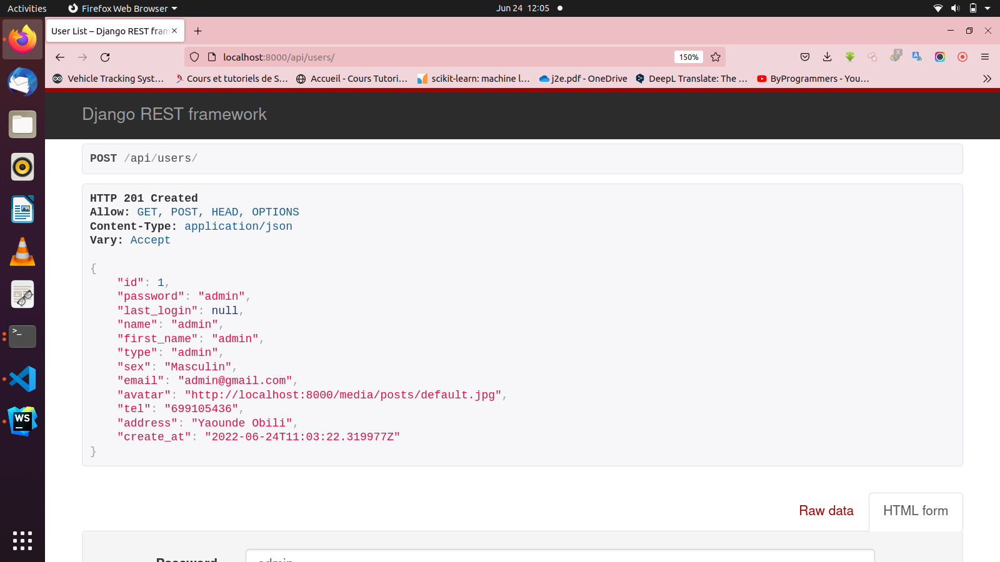 Activities Firefox Web Browser Jun 24 12:05
User List – Django REST fram
localhost:8000/api/users/ 150%
Vehicle Tracking Syst… Cours et tutoriels de S… Accueil - Cours Tutori… scikit-learn: machine l… j2e.pdf - OneDrive DeepL Translate: The … ByProgrammers - You…
Django REST framework
POST /api/users/
HTTP 201 Created
Allow: GET, POST, HEAD, OPTIONS
Content-Type: application/json
Vary: Accept
{
    "id": 1,
    "password": "admin",
    "last_login": null,
    "name": "admin",
    "first_name": "admin",
    "type": "admin",
    "sex": "Masculin",
    "email": "admin@gmail.com",
    "avatar": "http://localhost:8000/media/posts/default.jpg",
    "tel": "699105436",
    "address": "Yaounde Obili",
    "create_at": "2022-06-24T11:03:22.319977Z"
}
Raw data HTML form
Password admin
WS